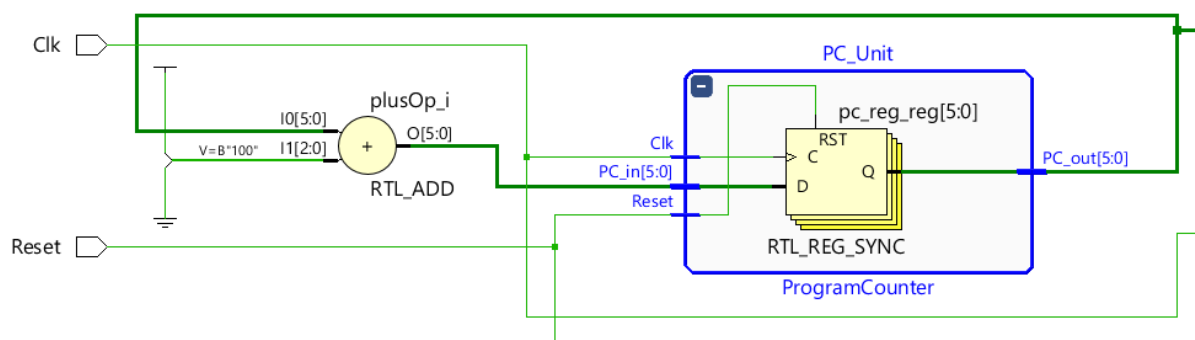 Clk
PC_Unit
plusOp_i
pc_reg_reg[5:0]
I0[5:0]
O[5:0]
RST
V=B"100"
I1[2:0]
+
Clk
C
PC_in[5:0]
PC_out[5:0]
RTL_ADD
D
Q
Reset
Reset
RTL_REG_SYNC
ProgramCounter